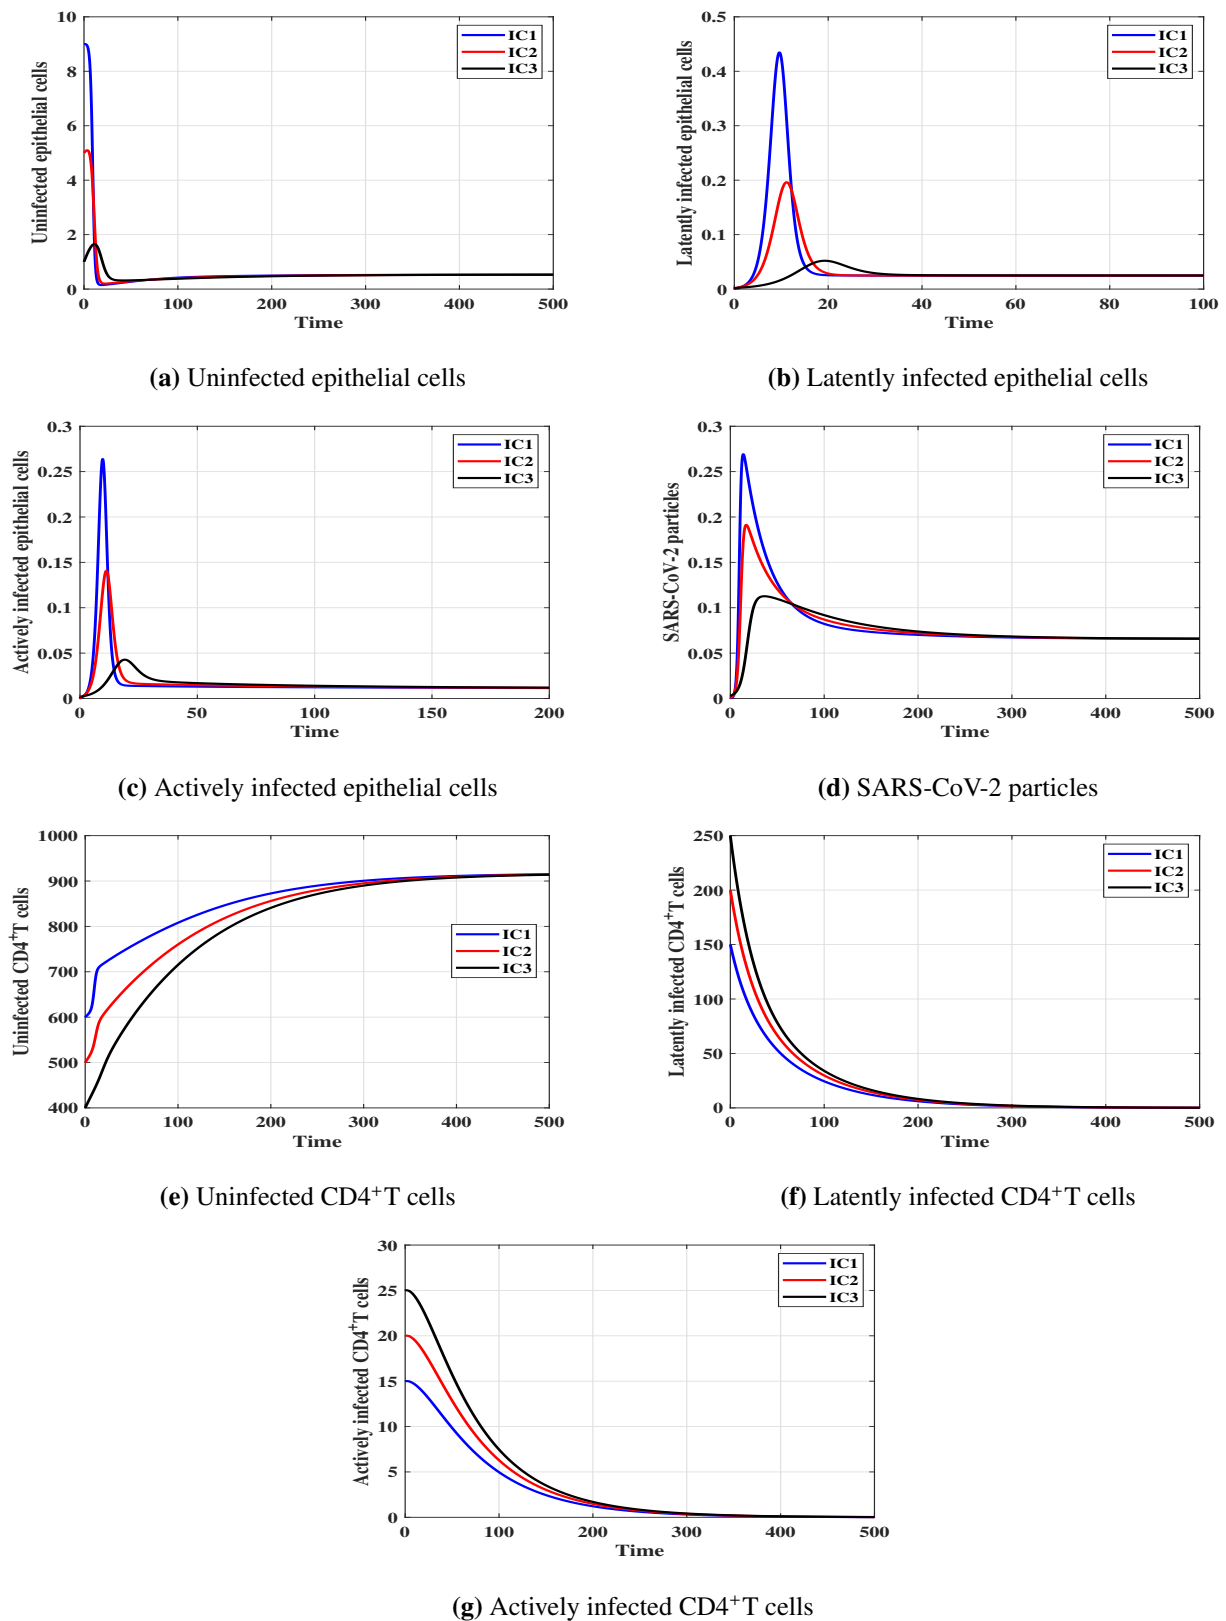 10
8
6
4
2
0
Uninfected epithelial cells
IC1
IC2
IC3
0 100 200 300 400 500
Time
(a) Uninfected epithelial cells
0.5
0.4
0.3
0.2
0.1
0
Latently infected epithelial cells
IC1
IC2
IC3
0 20 40 60 80 100
Time
(b) Latently infected epithelial cells
0.3
0.25
0.2
0.15
0.1
0.05
0
Actively infected epithelial cells
IC1
IC2
IC3
0 50 100 150 200
Time
(c) Actively infected epithelial cells
0.3
0.25
0.2
0.15
0.1
0.05
0
SARS-CoV-2 particles
IC1
IC2
IC3
0 100 200 300 400 500
Time
(d) SARS-CoV-2 particles
1000
900
800
700
600
500
400
Uninfected CD4⁺T cells
IC1
IC2
IC3
0 100 200 300 400 500
Time
(e) Uninfected CD4⁺T cells
250
200
150
100
50
0
Latently infected CD4⁺T cells
IC1
IC2
IC3
0 100 200 300 400 500
Time
(f) Latently infected CD4⁺T cells
30
25
20
15
10
5
0
Actively infected CD4⁺T cells
IC1
IC2
IC3
0 100 200 300 400 500
Time
(g) Actively infected CD4⁺T cells